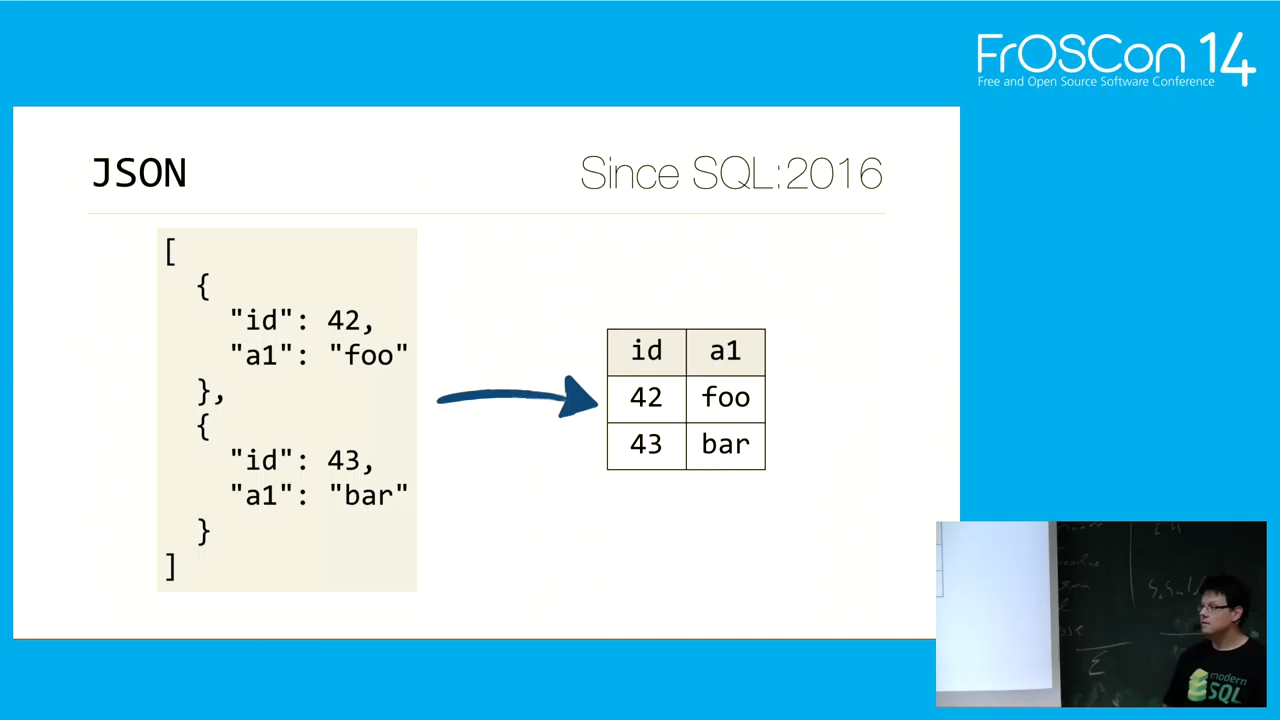 FrOSCon 14
Free and Open Source Software Conference
JSON
Since SQL:2016
[
{
"id": 42,
"a1": "foo"
},
{
"id": 43,
"a1": "bar"
}
]
id a1
42 foo
43 bar
modern
SQL